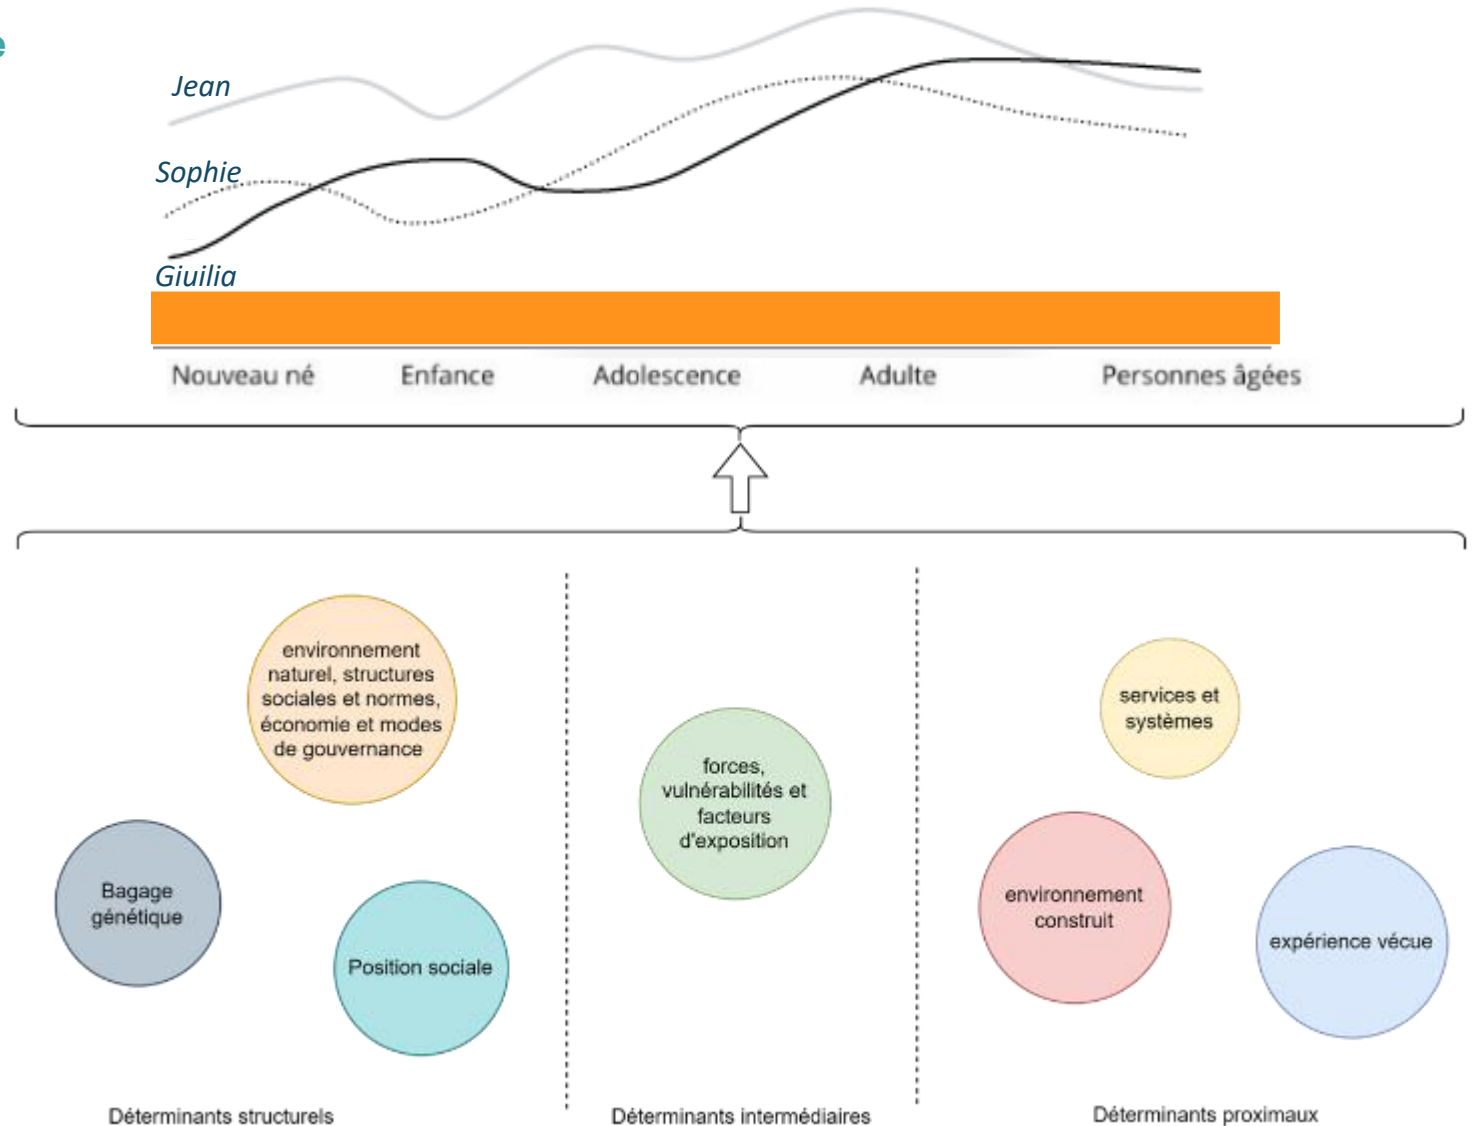 e
Jean
Sophie
Giuilia
Nouveau né
Enfance
Adolescence
Adulte
Personnes âgées
environnement
naturel, structures
sociales et normes,
économie et modes
de gouvernance
Bagage
génétique
Position sociale
forces,
vulnérabilités et
facteurs
d'exposition
services et
systèmes
environnement
construit
expérience vécue
Déterminants structurels
Déterminants intermédiaires
Déterminants proximaux